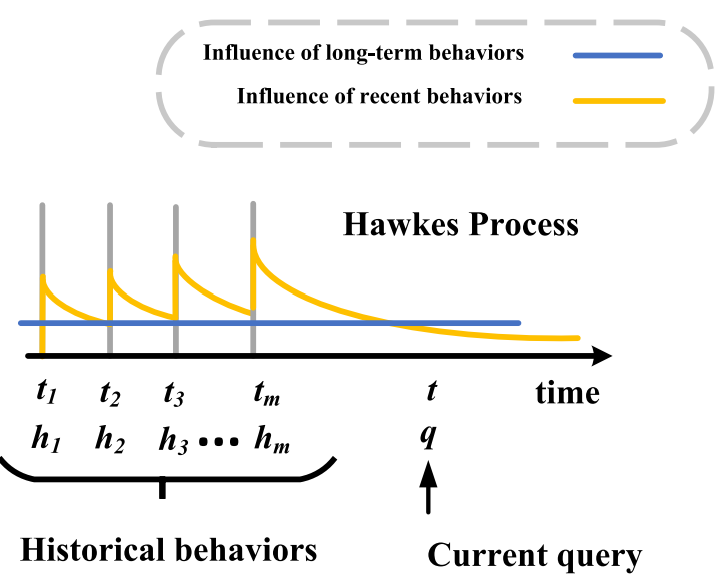 Influence of long-term behaviors
Influence of recent behaviors
Hawkes Process
t1 t2 t3 tm t time
h1 h2 h3 ••• hm q
Historical behaviors
Current query